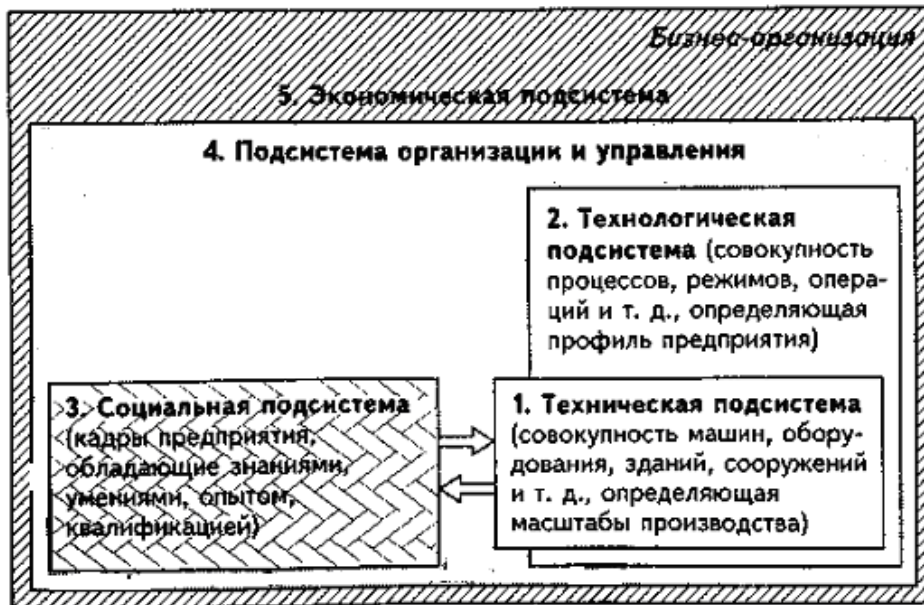 Бизнес-организация
5. Экономическая подсистема
4. Подсистема организации и управления
2. Технологическая
подсистема (совокупность
процессов, режимов, опера-
ций и т. д., определяющая
профиль предприятия)
3. Социальная подсистема
(кадры предприятия,
обладающие знаниями,
умениями, опытом,
квалификацией)
1. Техническая подсистема
(совокупность машин, обору-
дования, зданий, сооружений
и т. д., определяющая
масштабы производства)